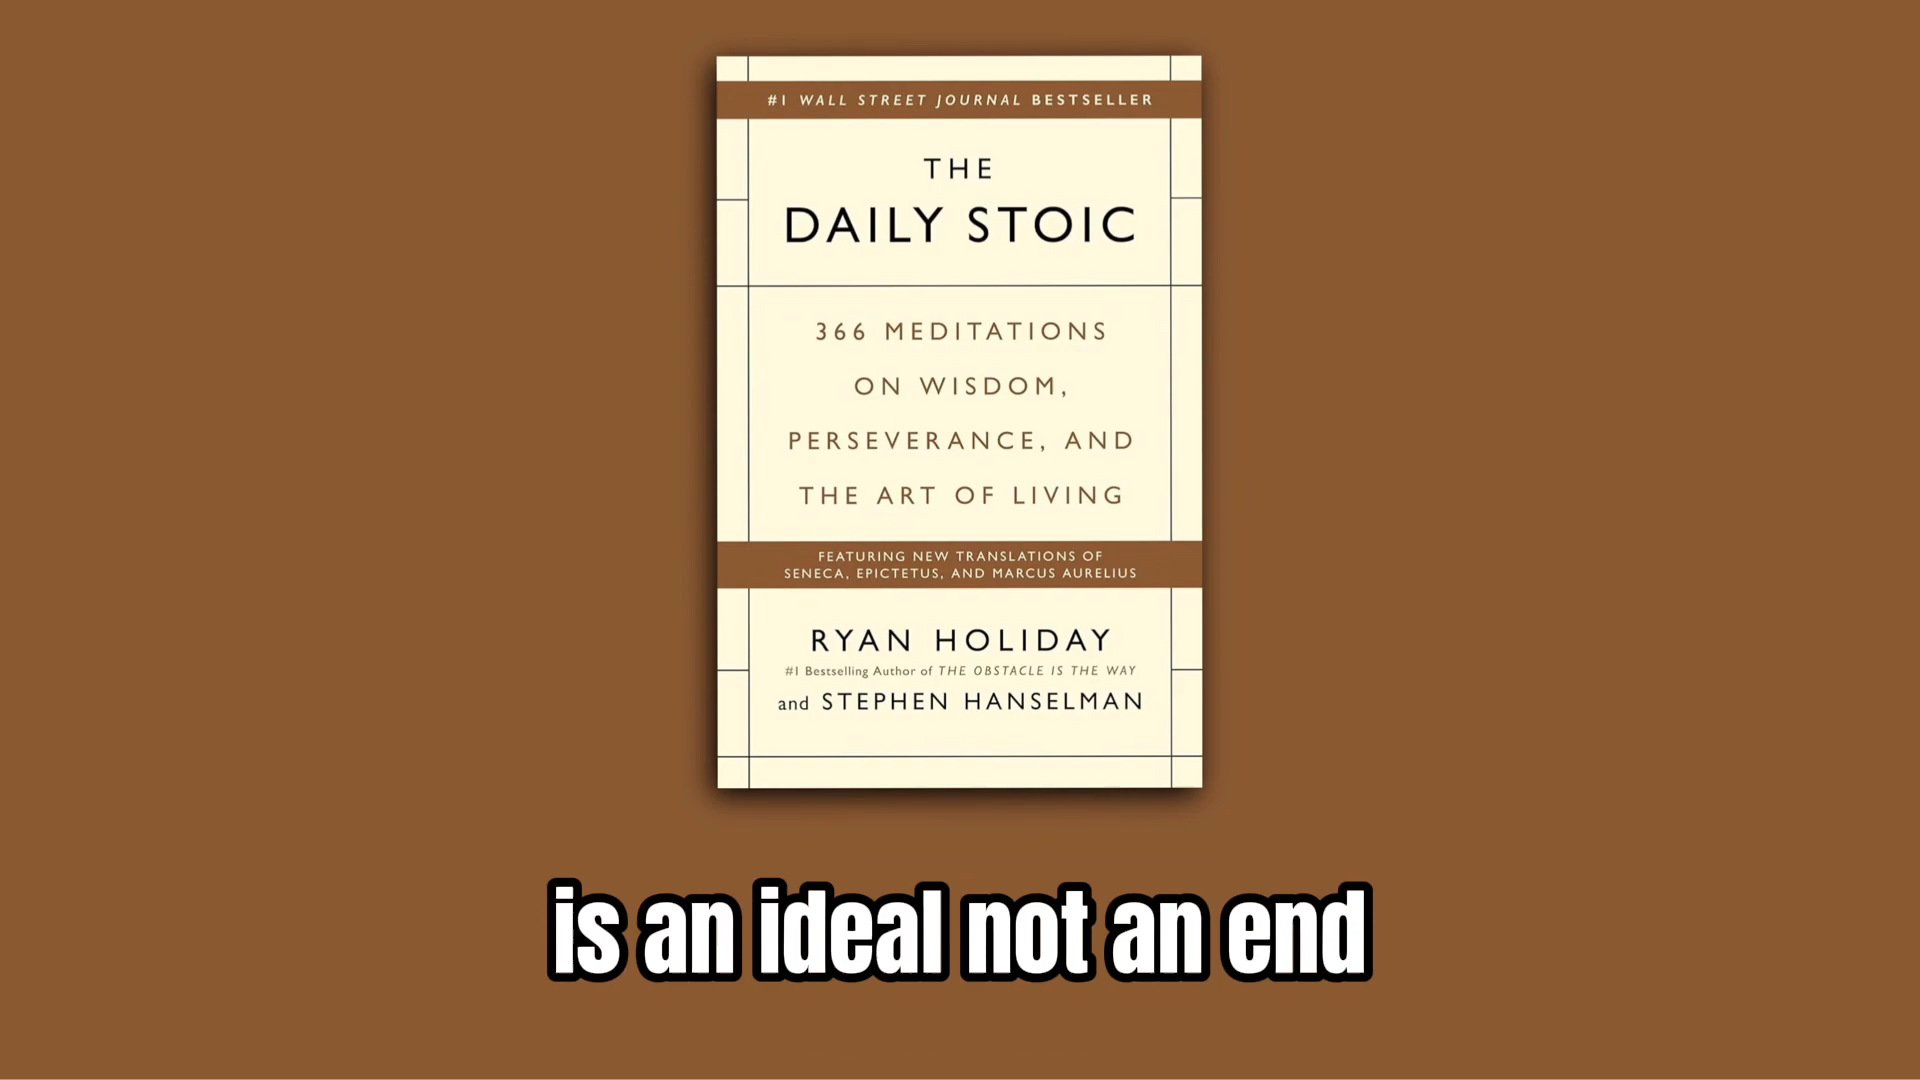 #1 WALL STREET JOURNAL BESTSELLER
THE
DAILY STOIC
366 MEDITATIONS
ON WISDOM,
PERSEVERANCE, AND
THE ART OF LIVING
FEATURING NEW TRANSLATIONS OF
SENECA, EPICTETUS, AND MARCUS AURELIUS
RYAN HOLIDAY
#1 Bestselling Author of THE OBSTACLE IS THE WAY
and STEPHEN HANSELMAN
is an ideal not an end